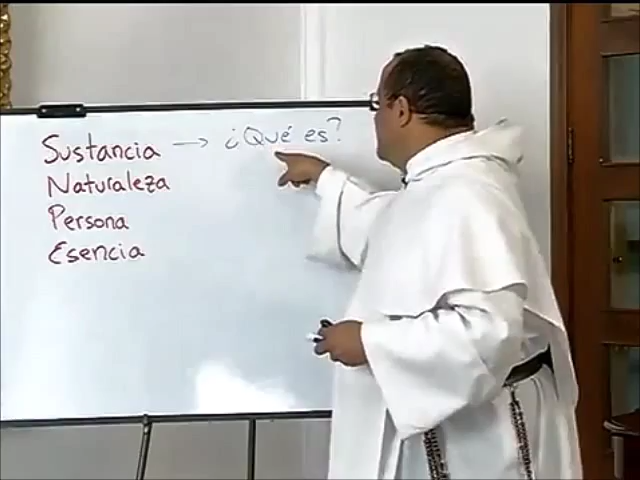 Sustancia → ¿Qué es?
Naturaleza
Persona
Esencia